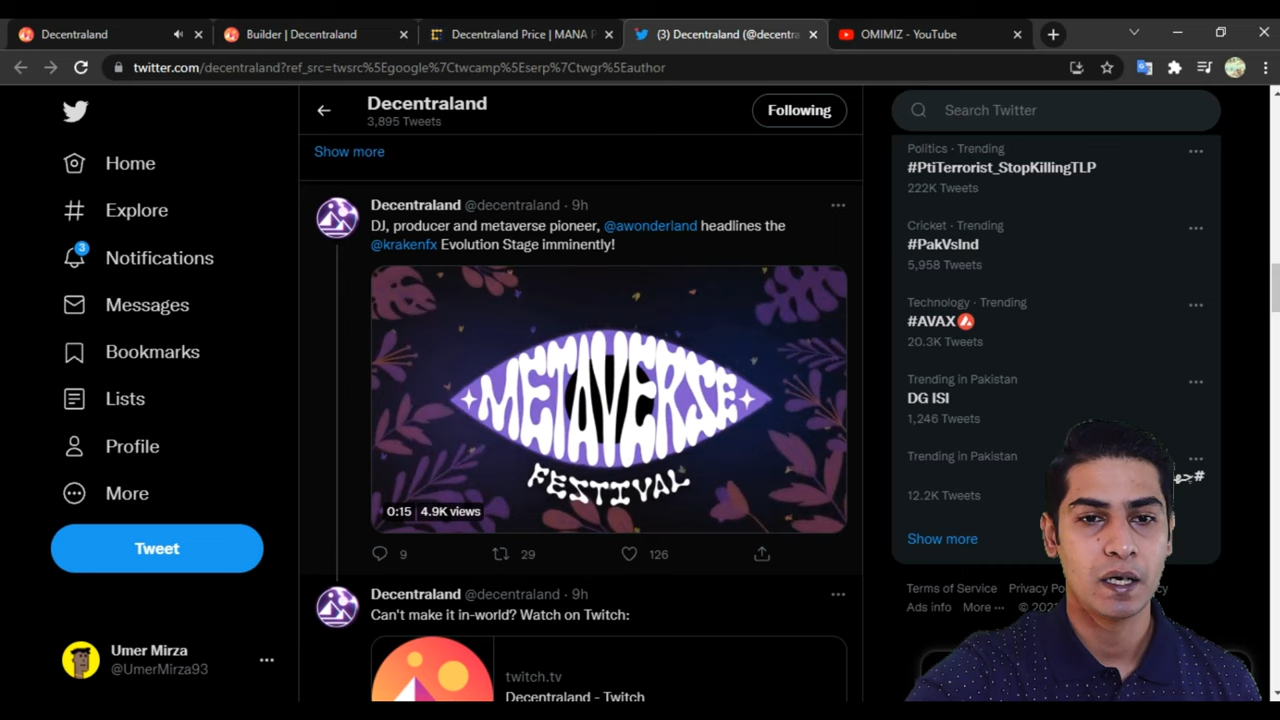 Decentraland
Builder | Decentraland
Decentraland Price | MANA P
(3) Decentraland (@decentra
OMIMIZ - YouTube
twitter.com/decentraland?ref_src=twsrc%5Egoogle%7Ctwcamp%5Eserp%7Ctwgr%5Eauthor
Home
Explore
3
Notifications
Messages
Bookmarks
Lists
Profile
More
Tweet
Umer Mirza
@UmerMirza93
Decentraland
3,895 Tweets
Following
Show more
Decentraland @decentraland · 9h
DJ, producer and metaverse pioneer, @awonderland headlines the
@krakenfx Evolution Stage imminently!
METAVERSE
FESTIVAL
0:15 4.9K views
9 29 126
Decentraland @decentraland · 9h
Can't make it in-world? Watch on Twitch:
twitch.tv
Decentraland - Twitch
Search Twitter
Politics · Trending
#PtiTerrorist_StopKillingTLP
222K Tweets
Cricket · Trending
#PakVsInd
5,958 Tweets
Technology · Trending
#AVAX
20.3K Tweets
Trending in Pakistan
DG ISI
1,246 Tweets
Trending in Pakistan
12.2K Tweets
Show more
Terms of Service Privacy
Ads info More ···